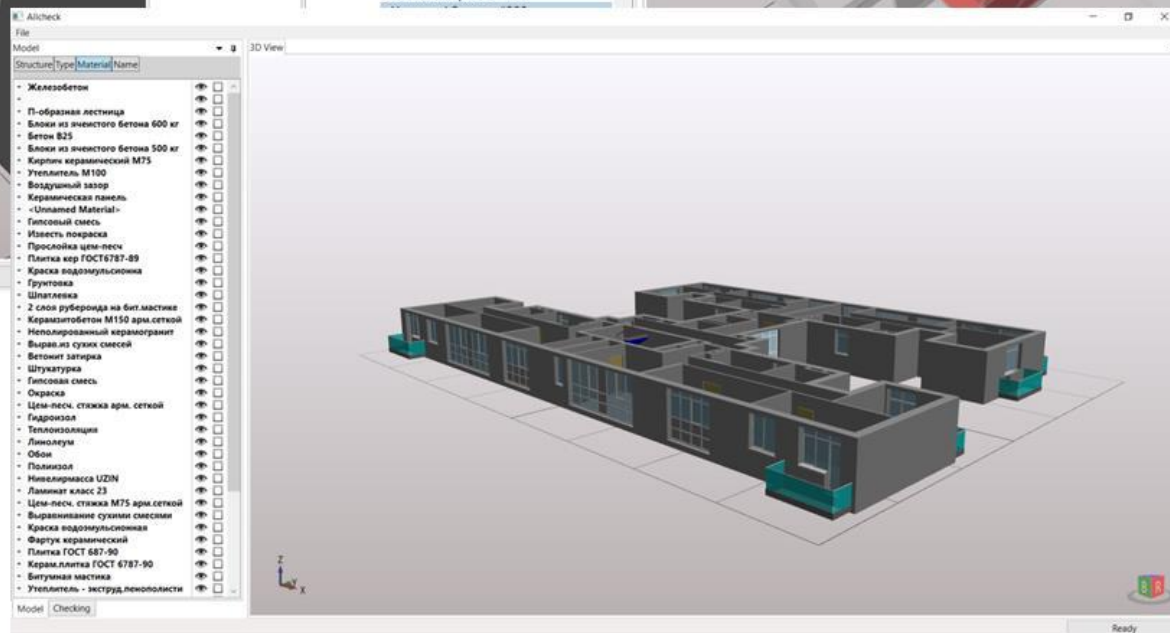 Allcheck
File
Model
3D View
Structure Type Material Name
Железобетон
-
П-образная лестница
Блоки из ячеистого бетона 600 кг
Бетон В25
Блоки из ячеистого бетона 500 кг
Кирпич керамический М75
Утеплитель М100
Воздушный зазор
Керамическая панель
<Unnamed Material>
Гипсовый смесь
Известь покраска
Прослойка цем-песч
Плитка кер ГОСТ6787-89
Краска водоэмульсионна
Грунтовка
Шпатлевка
2 слоя рубероида на бит.мастике
Керамзитобетон М150 арм.сеткой
Неполированный керамогранит
Вырав.из сухих смесей
Ветонит затирка
Штукатурка
Гипсовая смесь
Окраска
Цем-песч. стяжка арм. сеткой
Гидроизол
Теплоизоляция
Линолеум
Обои
Полиизол
Нивелирмасса UZIN
Ламинат класс 23
Цем-песч. стяжка М75 арм.сеткой
Выравнивание сухими смесями
Краска водоэмульсионная
Фартук керамический
Плитка ГОСТ 687-90
Керам.плитка ГОСТ 6787-90
Битумная мастика
Утеплитель - экструд.пенополисти
Model Checking
Z
Y
X
Ready